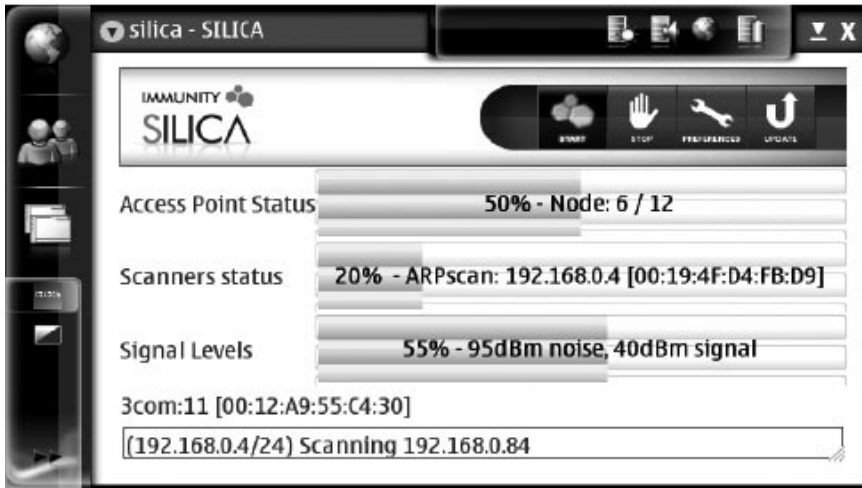 silica - SILICA
X
IMMUNITY
SILICA
START
STOP
PREFERENCES
UPDATE
Access Point Status
50% - Node: 6 / 12
Scanners status
20% - ARPscan: 192.168.0.4 [00:19:4F:D4:FB:D9]
Signal Levels
55% - 95dBm noise, 40dBm signal
3com:11 [00:12:A9:55:C4:30]
(192.168.0.4/24) Scanning 192.168.0.84